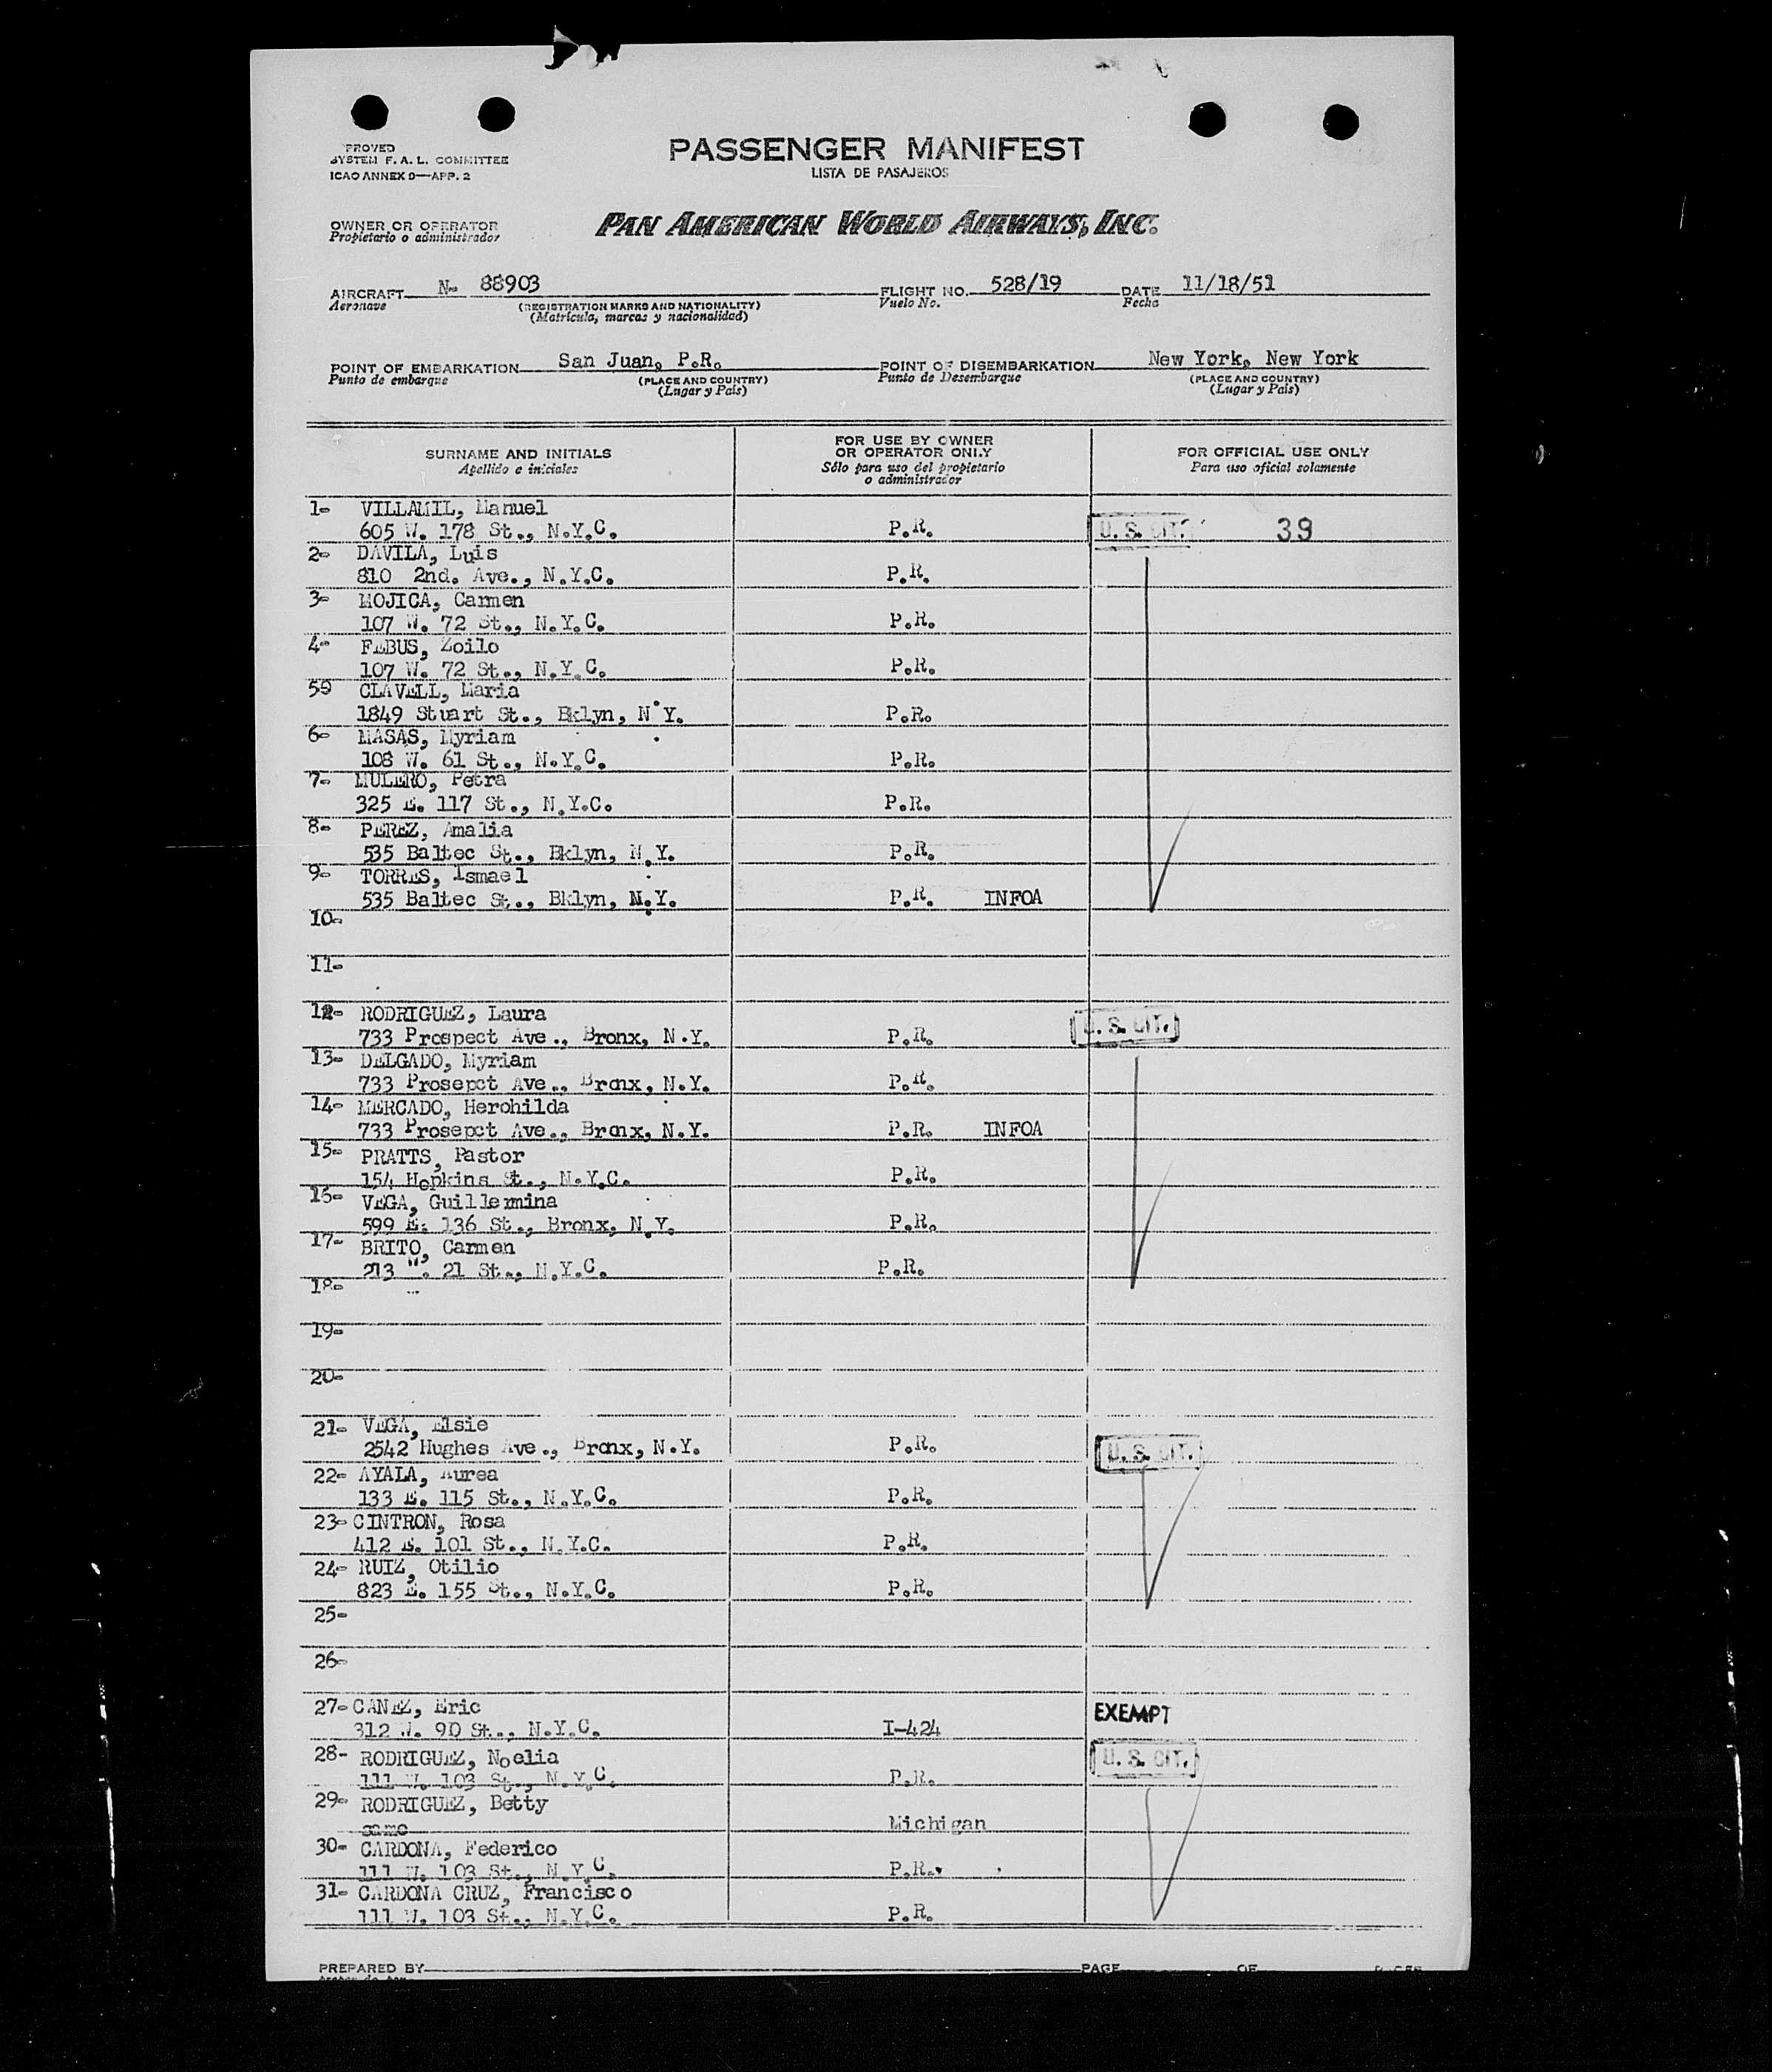 PROVED
SYSTEM F. A. L. COMMITTEE
ICAO ANNEX 9—APP. 2
PASSENGER MANIFEST
LISTA DE PASAJEROS
OWNER OR OPERATOR
Propietario o administrador
PAN AMERICAN WORLD AIRWAYS, INC.
AIRCRAFT N- 88903
Aeronave
(REGISTRATION MARKS AND NATIONALITY)
(Matricula, marcas y nacionalidad)
FLIGHT NO. 528/19
Vuelo No.
DATE 11/18/51
Fecha
POINT OF EMBARKATION San Juan, P.R.
Punto de embarque
(PLACE AND COUNTRY)
(Lugar y País)
POINT OF DISEMBARKATION New York, New York
Punto de Desembarque
(PLACE AND COUNTRY)
(Lugar y País)
SURNAME AND INITIALS
Apellido e iniciales
FOR USE BY OWNER
OR OPERATOR ONLY
Sólo para uso del propietario
o administrador
FOR OFFICIAL USE ONLY
Para uso oficial solamente
1- VILLAMIL, Manuel
605 W. 178 St., N.Y.C. P.R. U. S. CIT. 39
2- DAVILA, Luis
810 2nd. Ave., N.Y.C. P.R.
3- MOJICA, Carmen
107 W. 72 St., N.Y.C. P.R.
4- FEBUS, Zoilo
107 W. 72 St., N.Y.C. P.R.
5- CLAVELL, Maria
1849 Stuart St., Bklyn, N.Y. P.R.
6- MASAS, Myriam
108 W. 61 St., N.Y.C. P.R.
7- MULERO, Petra
325 E. 117 St., N.Y.C. P.R.
8- PEREZ, Amalia
535 Baltec St., Bklyn, N.Y. P.R.
9- TORRES, Ismael
535 Baltec St., Bklyn, N.Y. P.R. INFOA
10-
11-
12- RODRIGUEZ, Laura
733 Prospect Ave., Bronx, N.Y. P.R. U. S. CIT.
13- DELGADO, Myriam
733 Prosepct Ave., Bronx, N.Y. P.R.
14- MERCADO, Herohilda
733 Prosepct Ave., Bronx, N.Y. P.R. INFOA
15- PRATTS, Pastor
154 Hopkins St., N.Y.C. P.R.
16- VEGA, Guillermina
599 E. 136 St., Bronx, N.Y. P.R.
17- BRITO, Carmen
213 W. 21 St., N.Y.C. P.R.
18-
19-
20-
21- VEGA, Elsie
2542 Hughes Ave., Bronx, N.Y. P.R. U. S. CIT.
22- AYALA, Aurea
133 E. 115 St., N.Y.C. P.R.
23- CINTRON, Rosa
412 E. 101 St., N.Y.C. P.R.
24- RUIZ, Otilio
823 E. 155 St., N.Y.C. P.R.
25-
26-
27- CANEZ, Eric EXEMPT
312 W. 90 St., N.Y.C. I-424
28- RODRIGUEZ, Noelia U. S. CIT.
111 W. 103 St., N.Y.C. P.R.
29- RODRIGUEZ, Betty
same Michigan
30- CARDONA, Federico
111 W. 103 St., N.Y.C. P.R.
31- CARDONA CRUZ, Francisco
111 W. 103 St., N.Y.C. P.R.
PREPARED BY PAGE OF